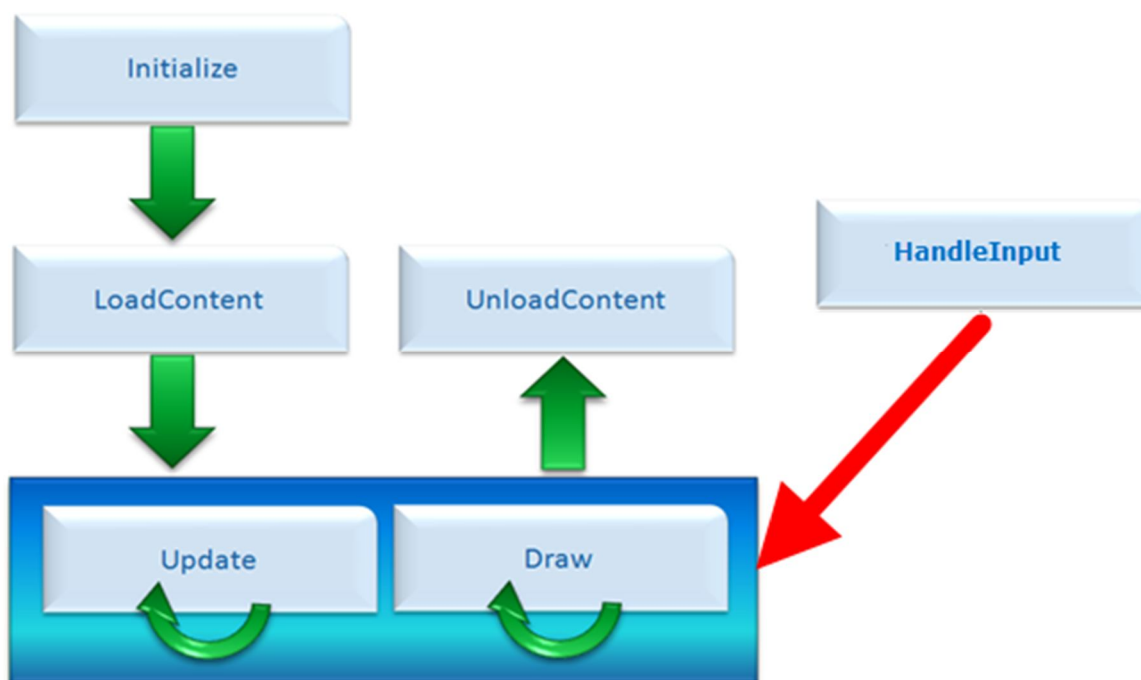 Initialize
LoadContent
UnloadContent
HandleInput
Update
Draw